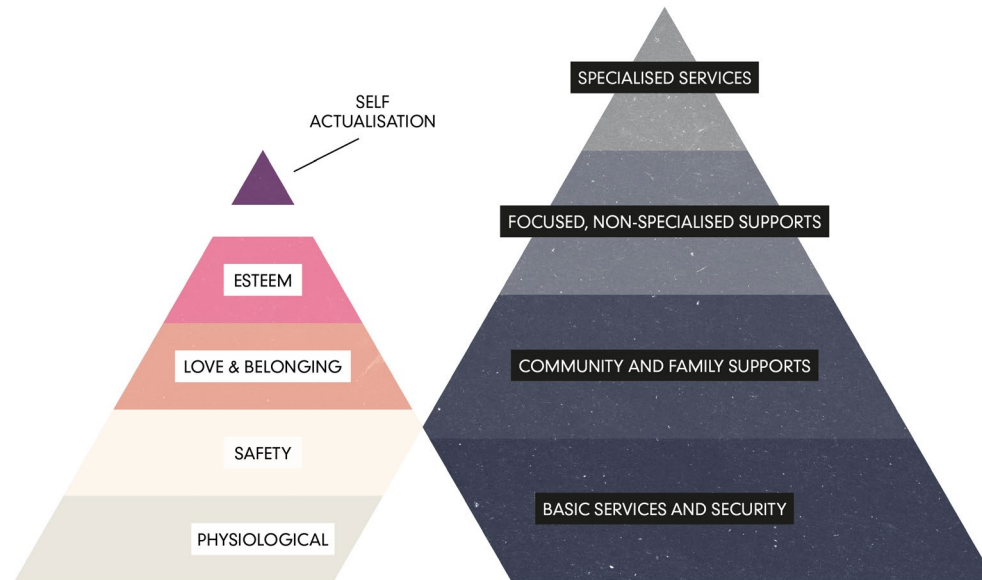 SELF
ACTUALISATION
ESTEEM
LOVE & BELONGING
SAFETY
PHYSIOLOGICAL
SPECIALISED SERVICES
FOCUSED, NON-SPECIALISED SUPPORTS
COMMUNITY AND FAMILY SUPPORTS
BASIC SERVICES AND SECURITY